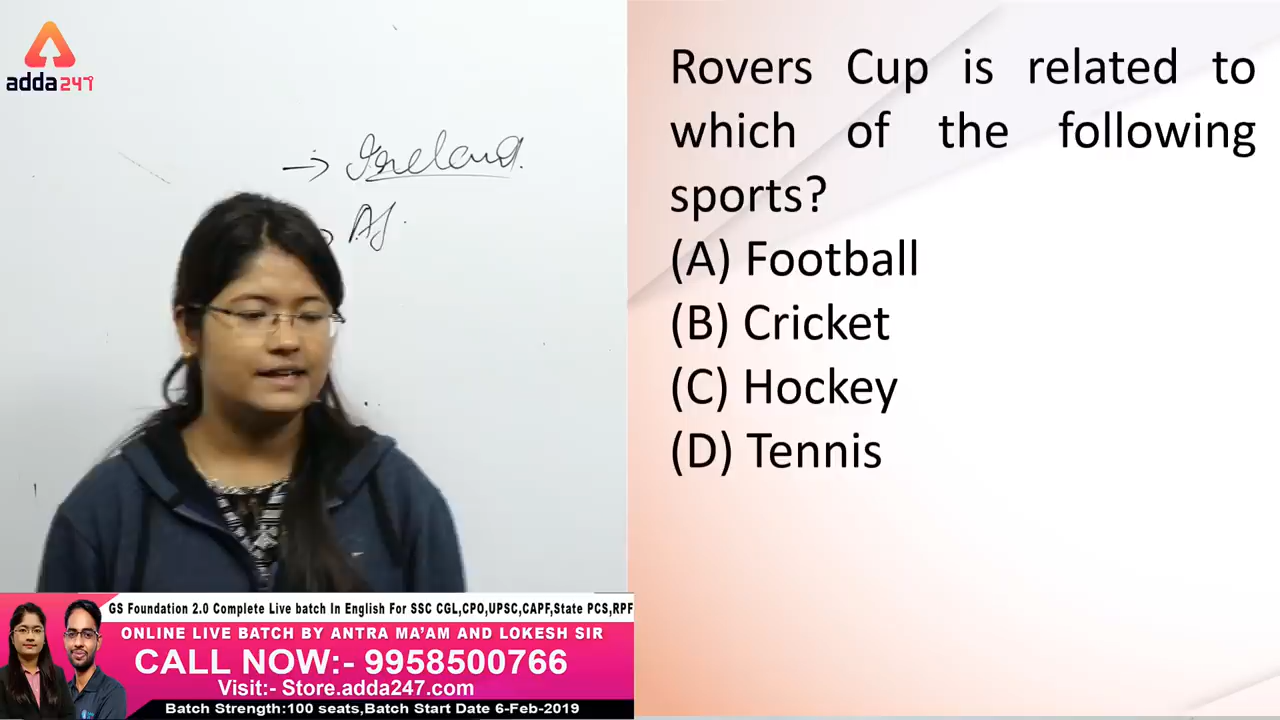 adda247
→ Ireland.
Rovers Cup is related to
which of the following
sports?
(A) Football
(B) Cricket
(C) Hockey
(D) Tennis
GS Foundation 2.0 Complete Live batch In English For SSC CGL,CPO,UPSC,CAPF,State PCS,RPF
ONLINE LIVE BATCH BY ANTRA MA'AM AND LOKESH SIR
CALL NOW:- 9958500766
Visit:- Store.adda247.com
Batch Strength:100 seats,Batch Start Date 6-Feb-2019